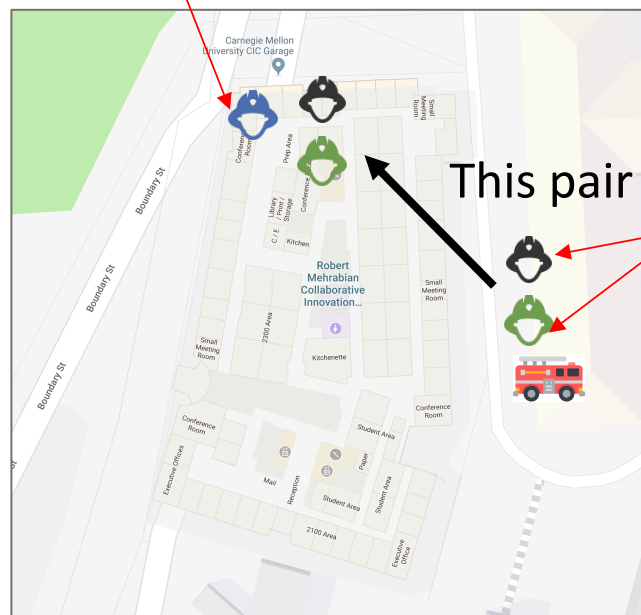 Carnegie Mellon
University CIC Garage
Small
Meeting
Room
Conference
Room
Prep Area
Conference
Library
/ Print /
Storage
C / E
Kitchen
This pair
Boundary St
Boundary St
Boundary St
Robert
Mehrabian
Collaborative
Innovation...
Small
Meeting
Room
2300 Area
Small
Meeting
Room
Kitchenette
Conference
Room
Conference
Room
Student Area
Executive Offices
Mail
Reception
Paper
Student Area
Student Area
2100 Area
Executive
Office